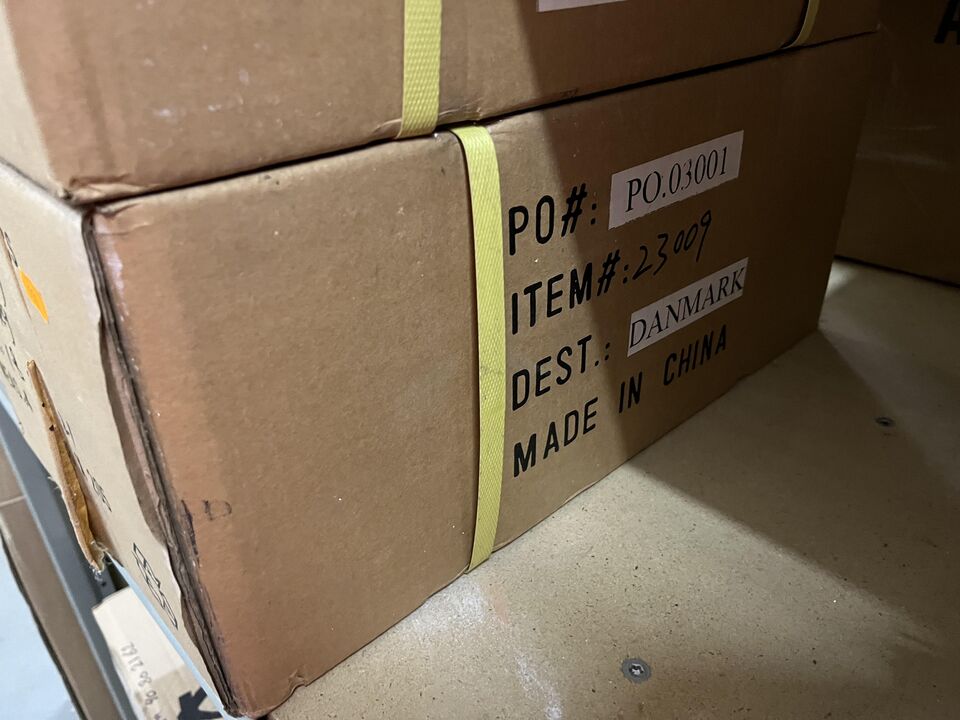 PO#: PO.03001
ITEM#: 23009
DEST.: DANMARK
MADE IN CHINA